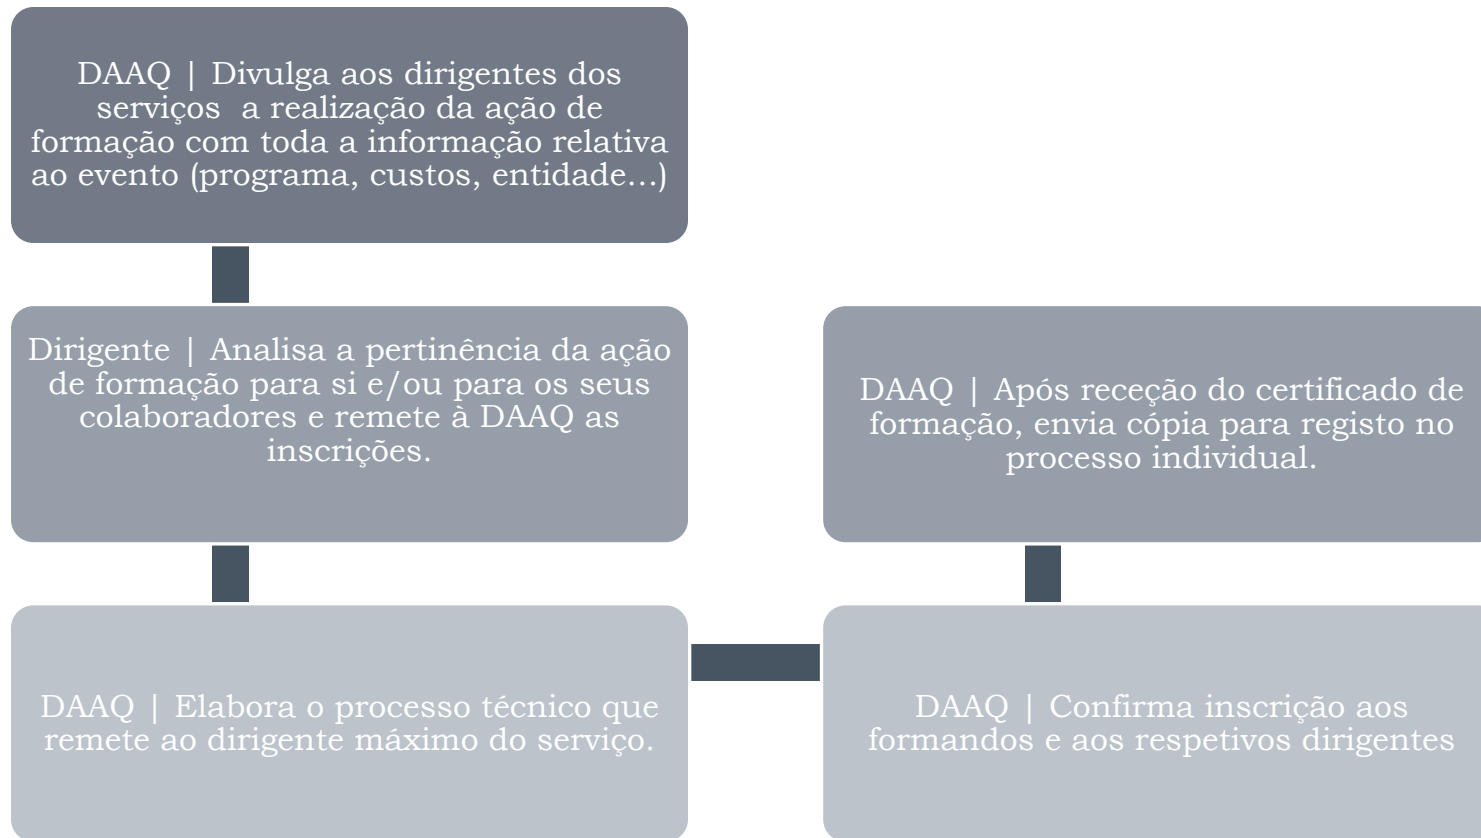 DAAQ | Divulga aos dirigentes dos
serviços  a realização da ação de
formação com toda a informação relativa
ao evento (programa, custos, entidade...)
Dirigente | Analisa a pertinência da ação
de formação para si e/ou para os seus
colaboradores e remete à DAAQ as
inscrições.
DAAQ | Elabora o processo técnico que
remete ao dirigente máximo do serviço.
DAAQ | Confirma inscrição aos
formandos e aos respetivos dirigentes
DAAQ | Após receção do certificado de
formação, envia cópia para registo no
processo individual.